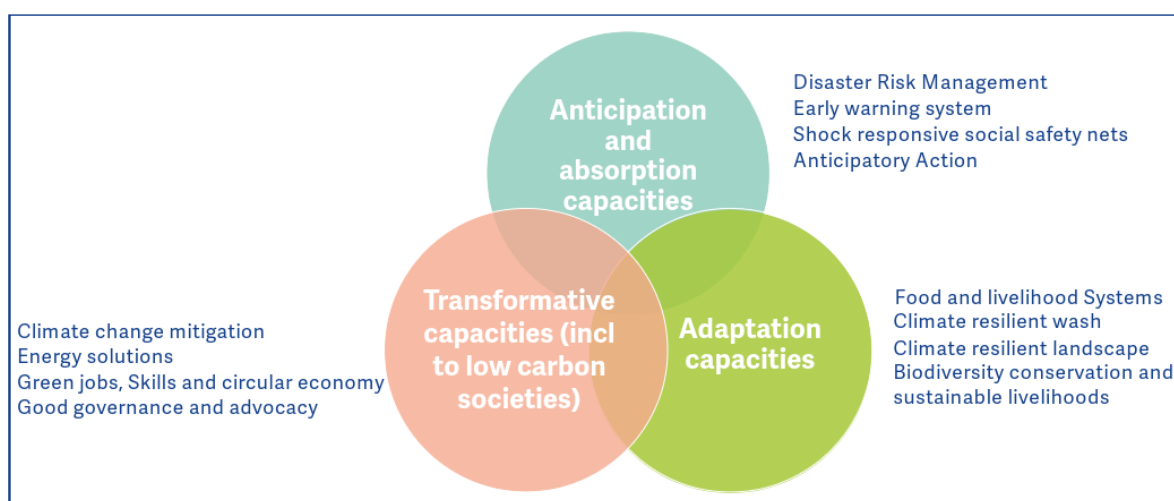 Anticipation
and
absorption
capacities
Disaster Risk Management
Early warning system
Shock responsive social safety nets
Anticipatory Action
Transformative
capacities (incl
to low carbon
societies)
Climate change mitigation
Energy solutions
Green jobs, Skills and circular economy
Good governance and advocacy
Adaptation
capacities
Food and livelihood Systems
Climate resilient wash
Climate resilient landscape
Biodiversity conservation and
sustainable livelihoods